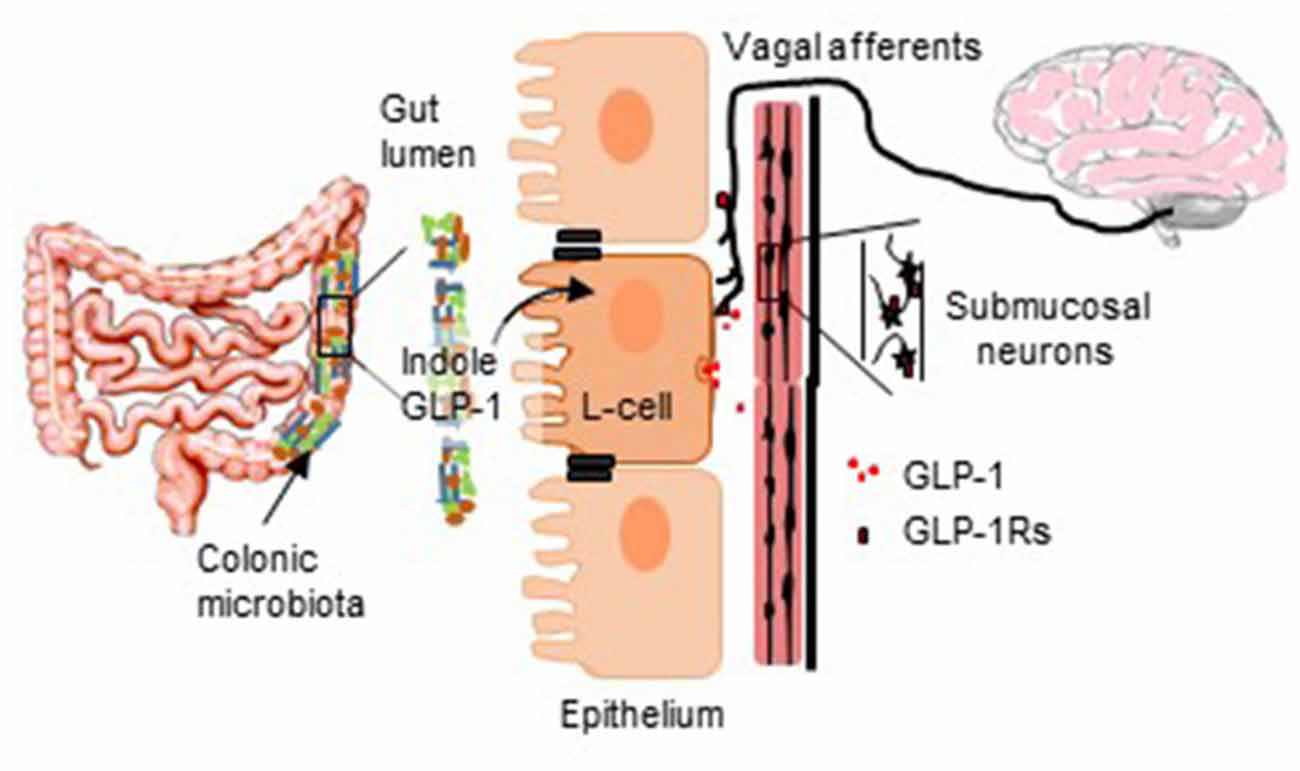 Vagal afferents
Gut
lumen
Indole
GLP-1
L-cell
Submucosal
neurons
GLP-1
GLP-1Rs
Colonic
microbiota
Epithelium